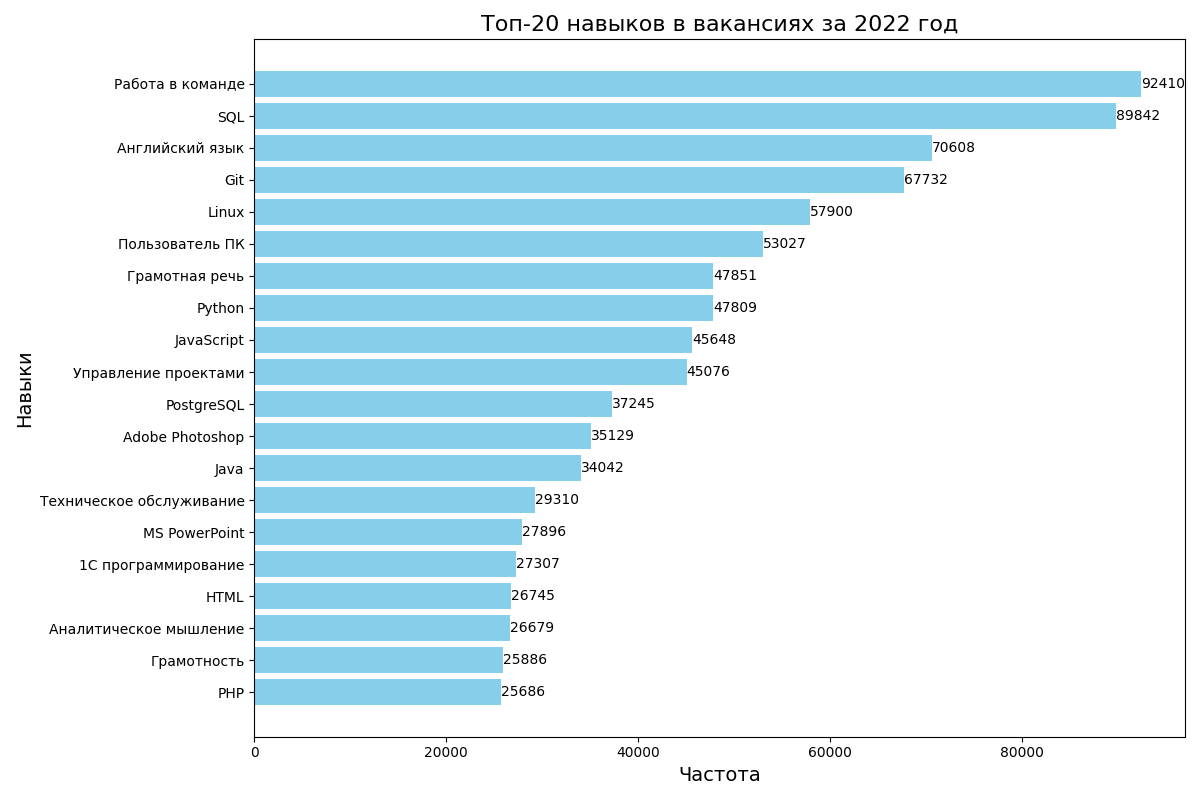 Топ-20 навыков в вакансиях за 2022 год
Работа в команде 92410
SQL 89842
Английский язык 70608
Git 67732
Linux 57900
Пользователь ПК 53027
Грамотная речь 47851
Python 47809
JavaScript 45648
Управление проектами 45076
PostgreSQL 37245
Adobe Photoshop 35129
Java 34042
Техническое обслуживание 29310
MS PowerPoint 27896
1С программирование 27307
HTML 26745
Аналитическое мышление 26679
Грамотность 25886
PHP 25686
Навыки
0 20000 40000 60000 80000
Частота